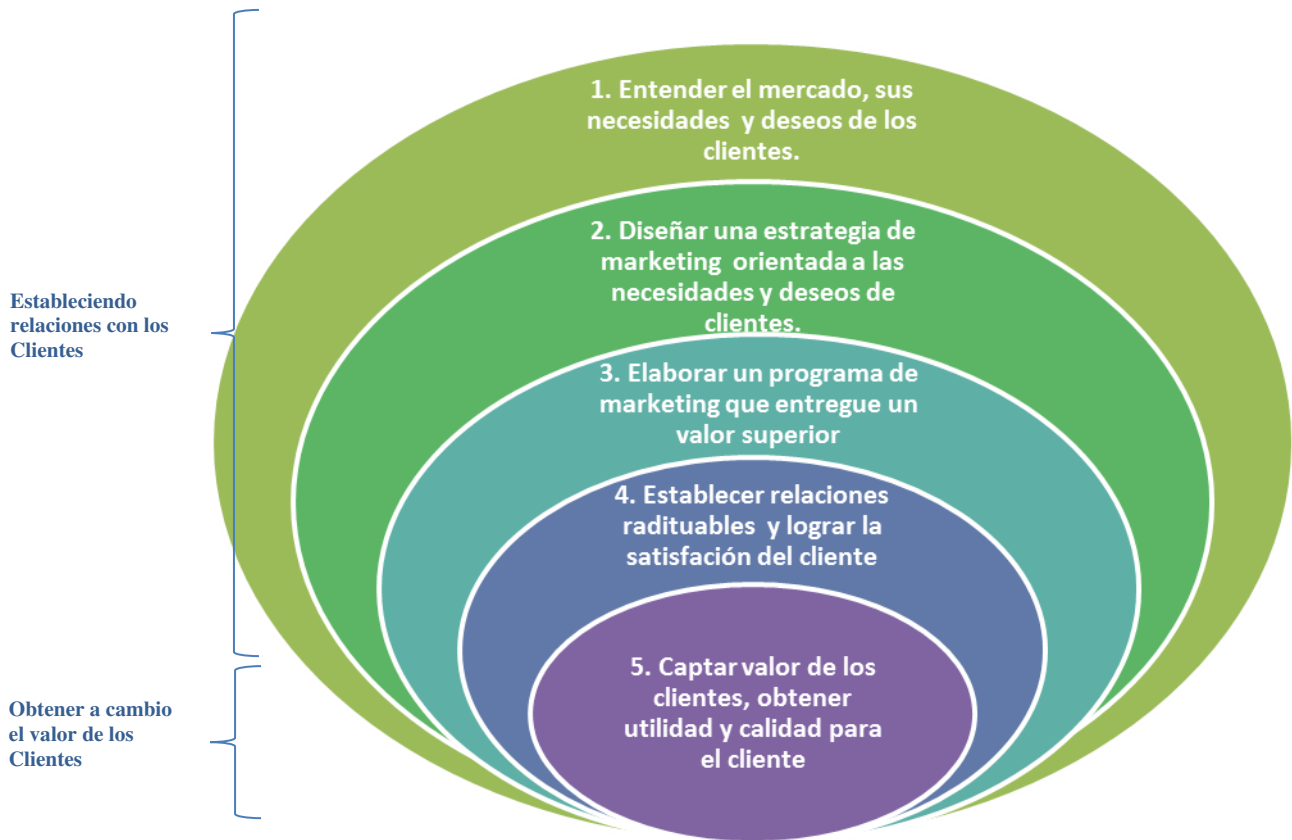 1. Entender el mercado, sus
necesidades y deseos de los
clientes.
2. Diseñar una estrategia de
marketing orientada a las
necesidades y deseos de
clientes.
Estableciendo
relaciones con los
Clientes
3. Elaborar un programa de
marketing que entregue un
valor superior
4. Establecer relaciones
radituables y lograr la
satisfacción del cliente
5. Captar valor de los
clientes, obtener
utilidad y calidad para
el cliente
Obtener a cambio
el valor de los
Clientes